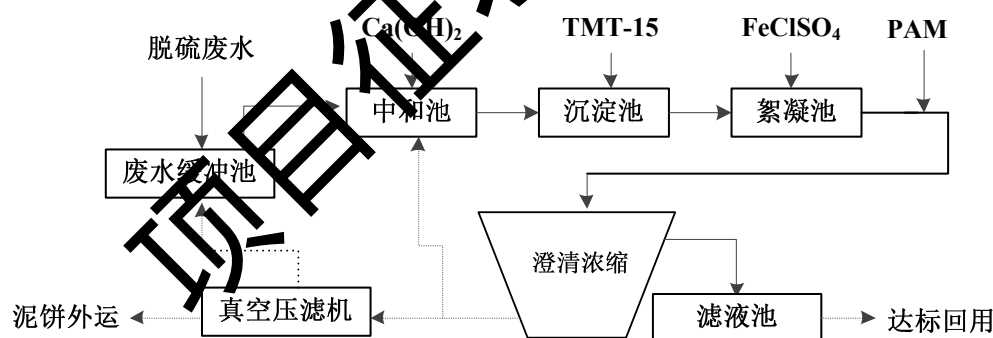 Ca(OH)₂ TMT-15 FeClSO₄ PAM
脱硫废水
中和池 沉淀池 絮凝池
废水缓冲池
澄清浓缩
泥饼外运 真空压滤机 滤液池 达标回用
项目征